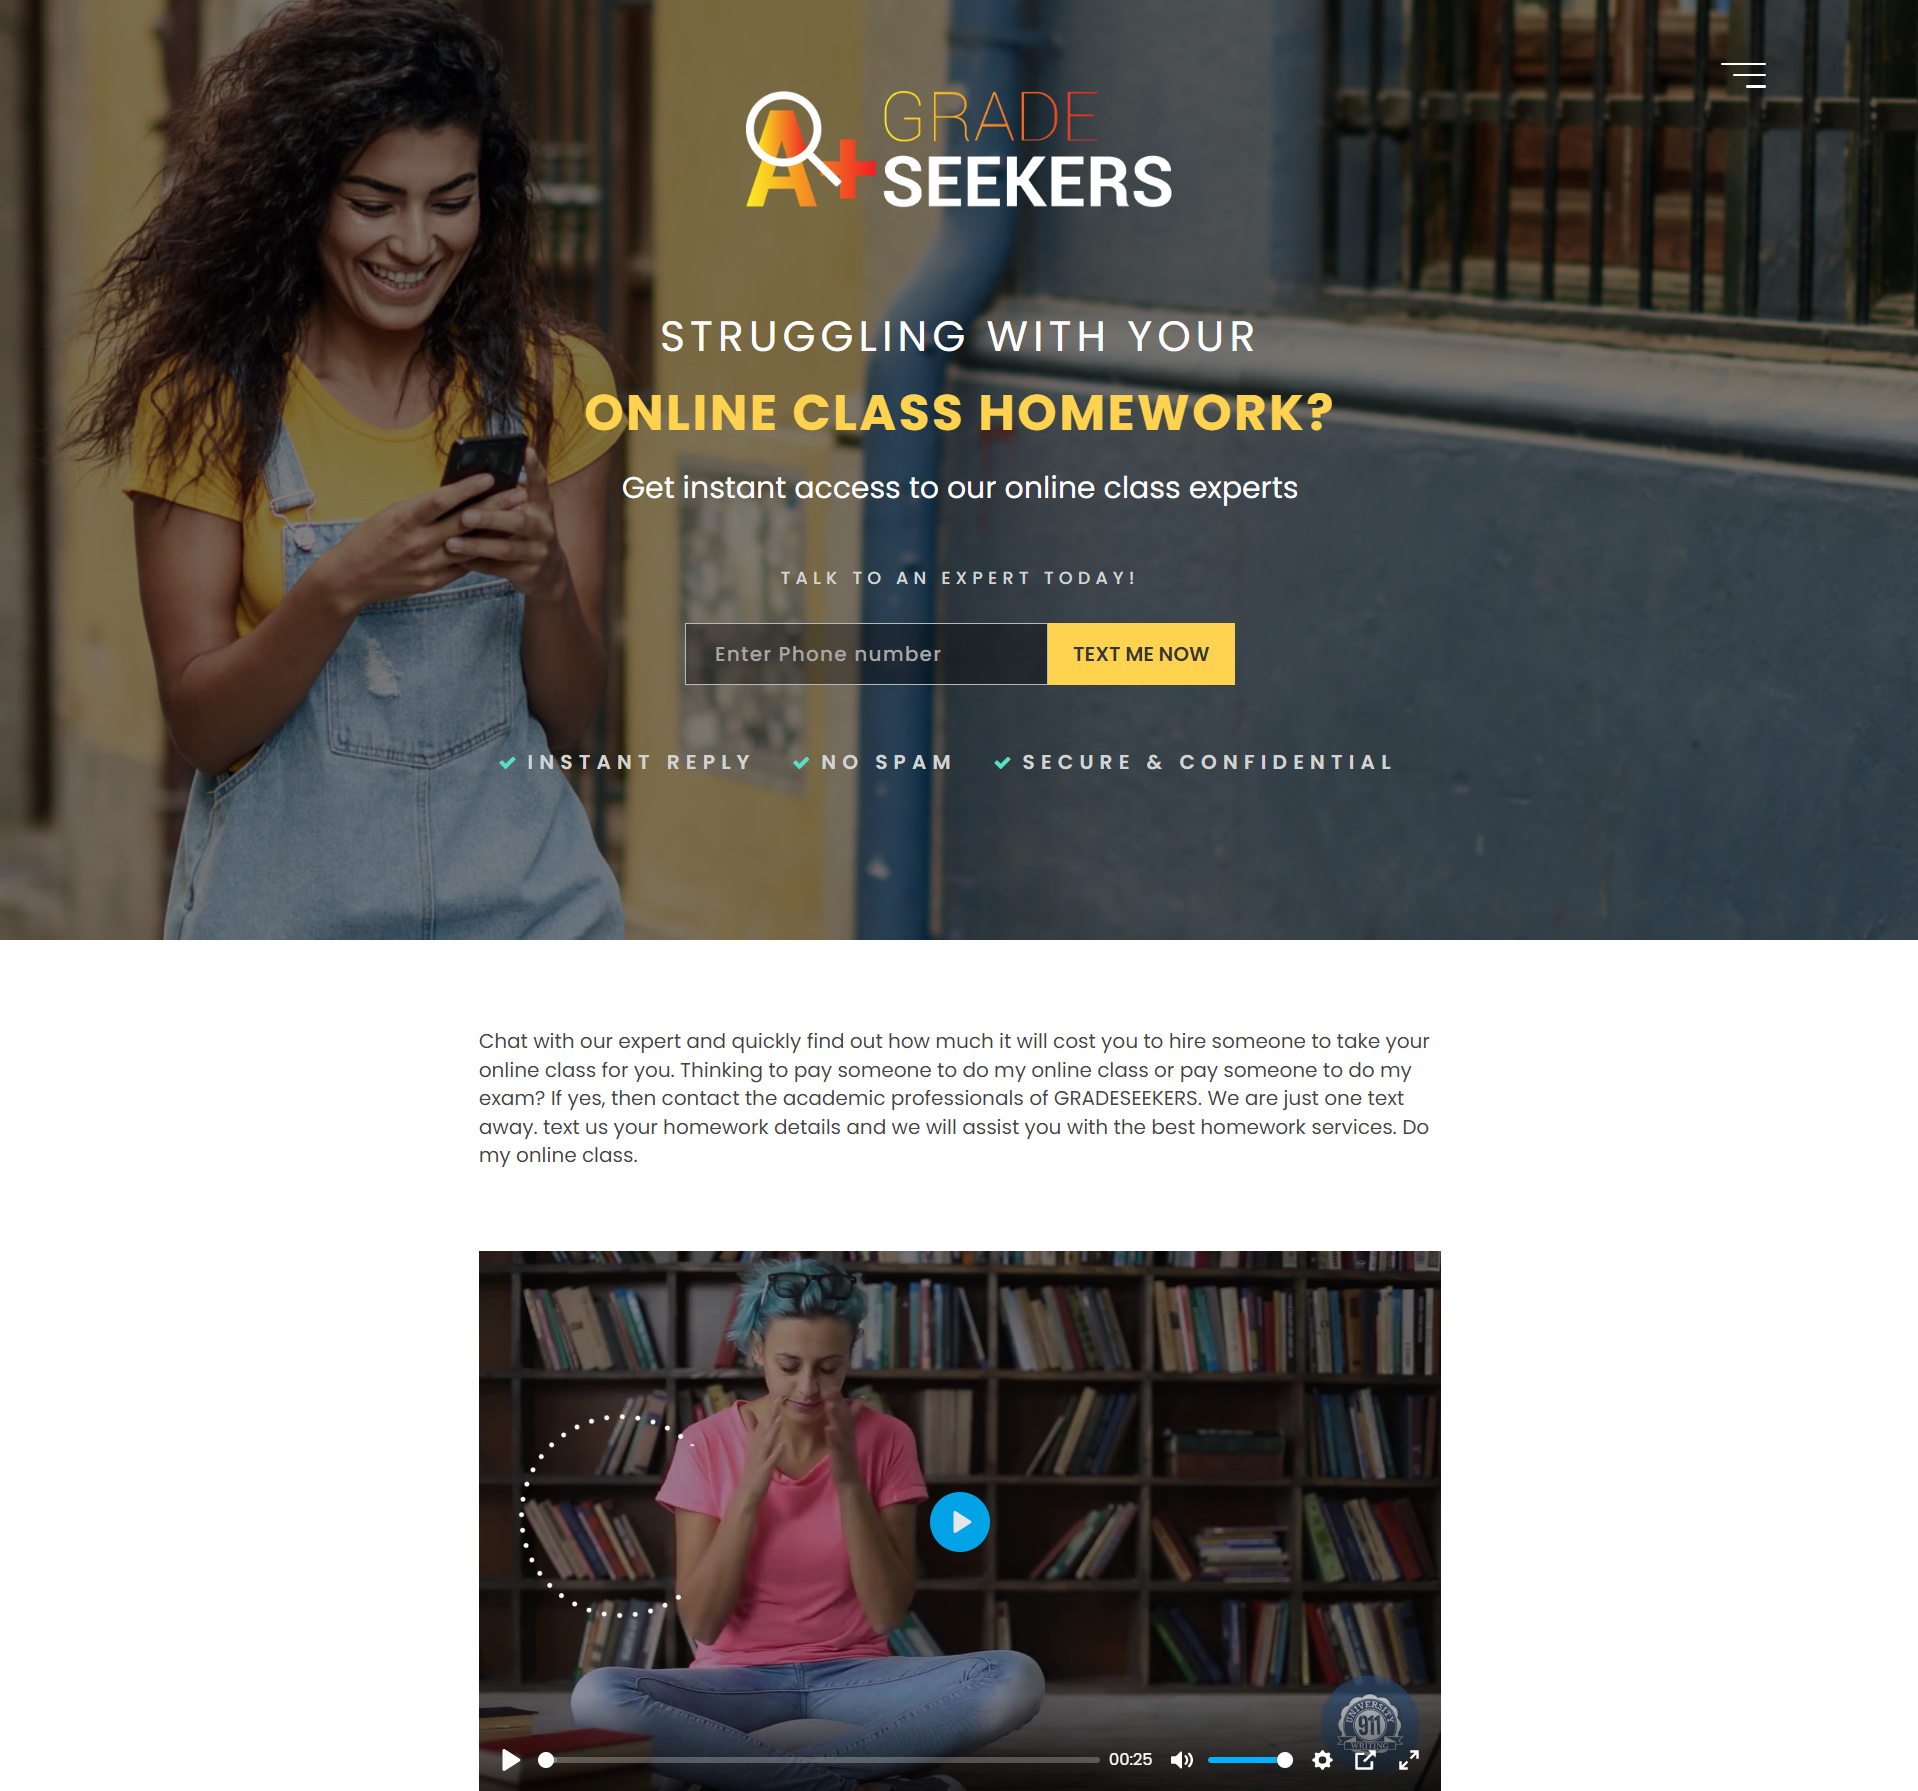 A+ GRADE
SEEKERS
STRUGGLING WITH YOUR
ONLINE CLASS HOMEWORK?
Get instant access to our online class experts
TALK TO AN EXPERT TODAY!
Enter Phone number
TEXT ME NOW
INSTANT REPLY NO SPAM SECURE & CONFIDENTIAL
Chat with our expert and quickly find out how much it will cost you to hire someone to take your
online class for you. Thinking to pay someone to do my online class or pay someone to do my
exam? If yes, then contact the academic professionals of GRADESEEKERS. We are just one text
away. text us your homework details and we will assist you with the best homework services. Do
my online class.
UNIVERSITY
911
WRITING
00:25